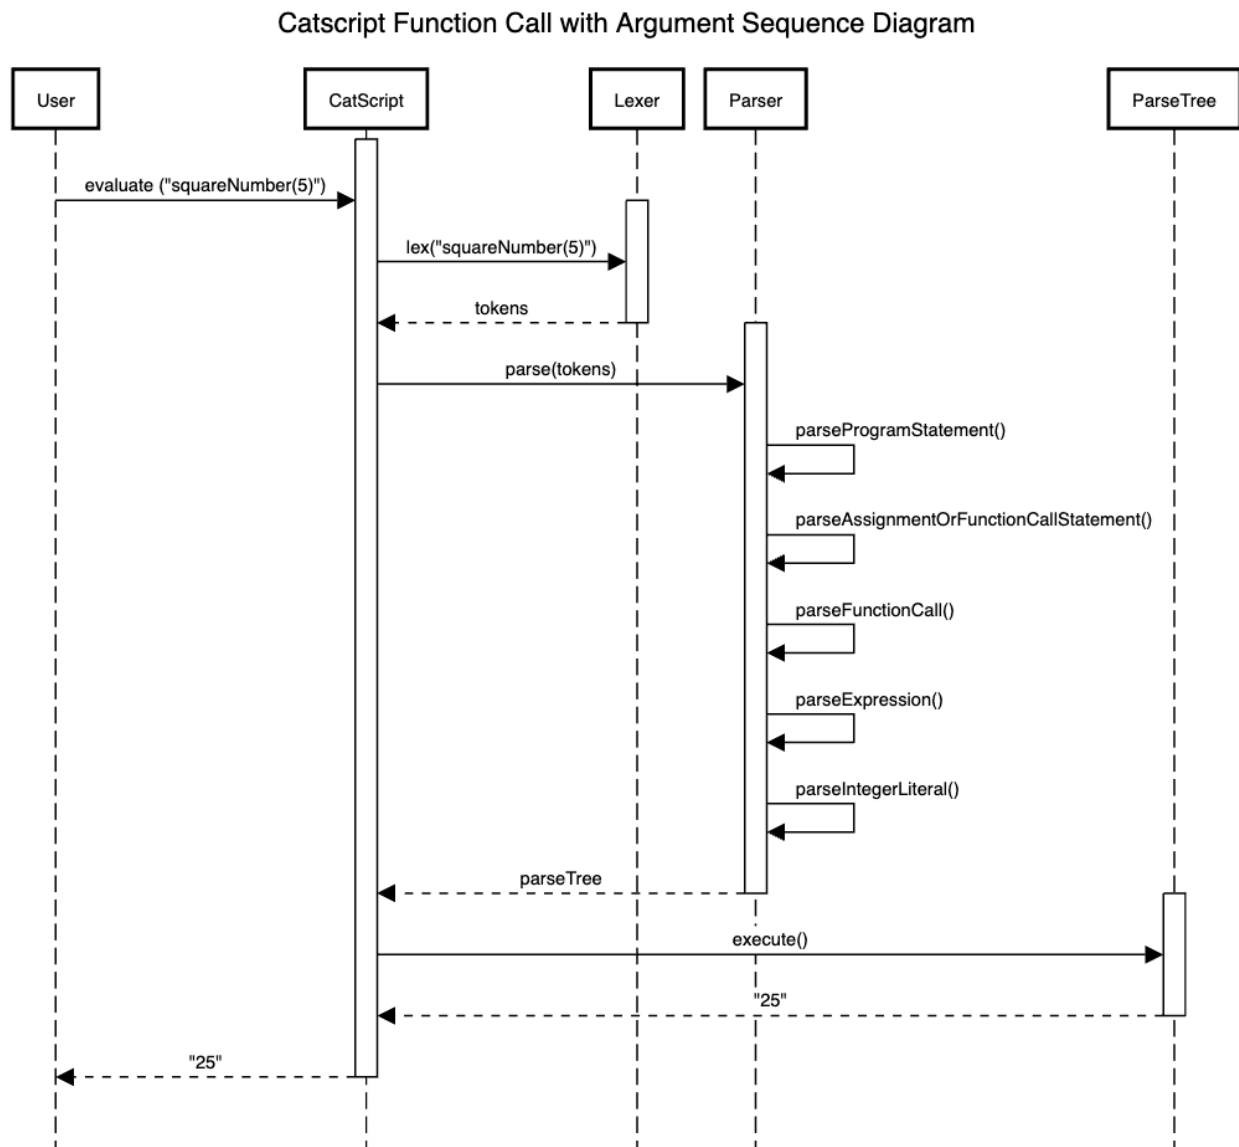 Catscript Function Call with Argument Sequence Diagram
User
CatScript
Lexer
Parser
ParseTree
evaluate ("squareNumber(5)")
lex("squareNumber(5)")
tokens
parse(tokens)
parseProgramStatement()
parseAssignmentOrFunctionCallStatement()
parseFunctionCall()
parseExpression()
parseIntegerLiteral()
parseTree
execute()
"25"
"25"